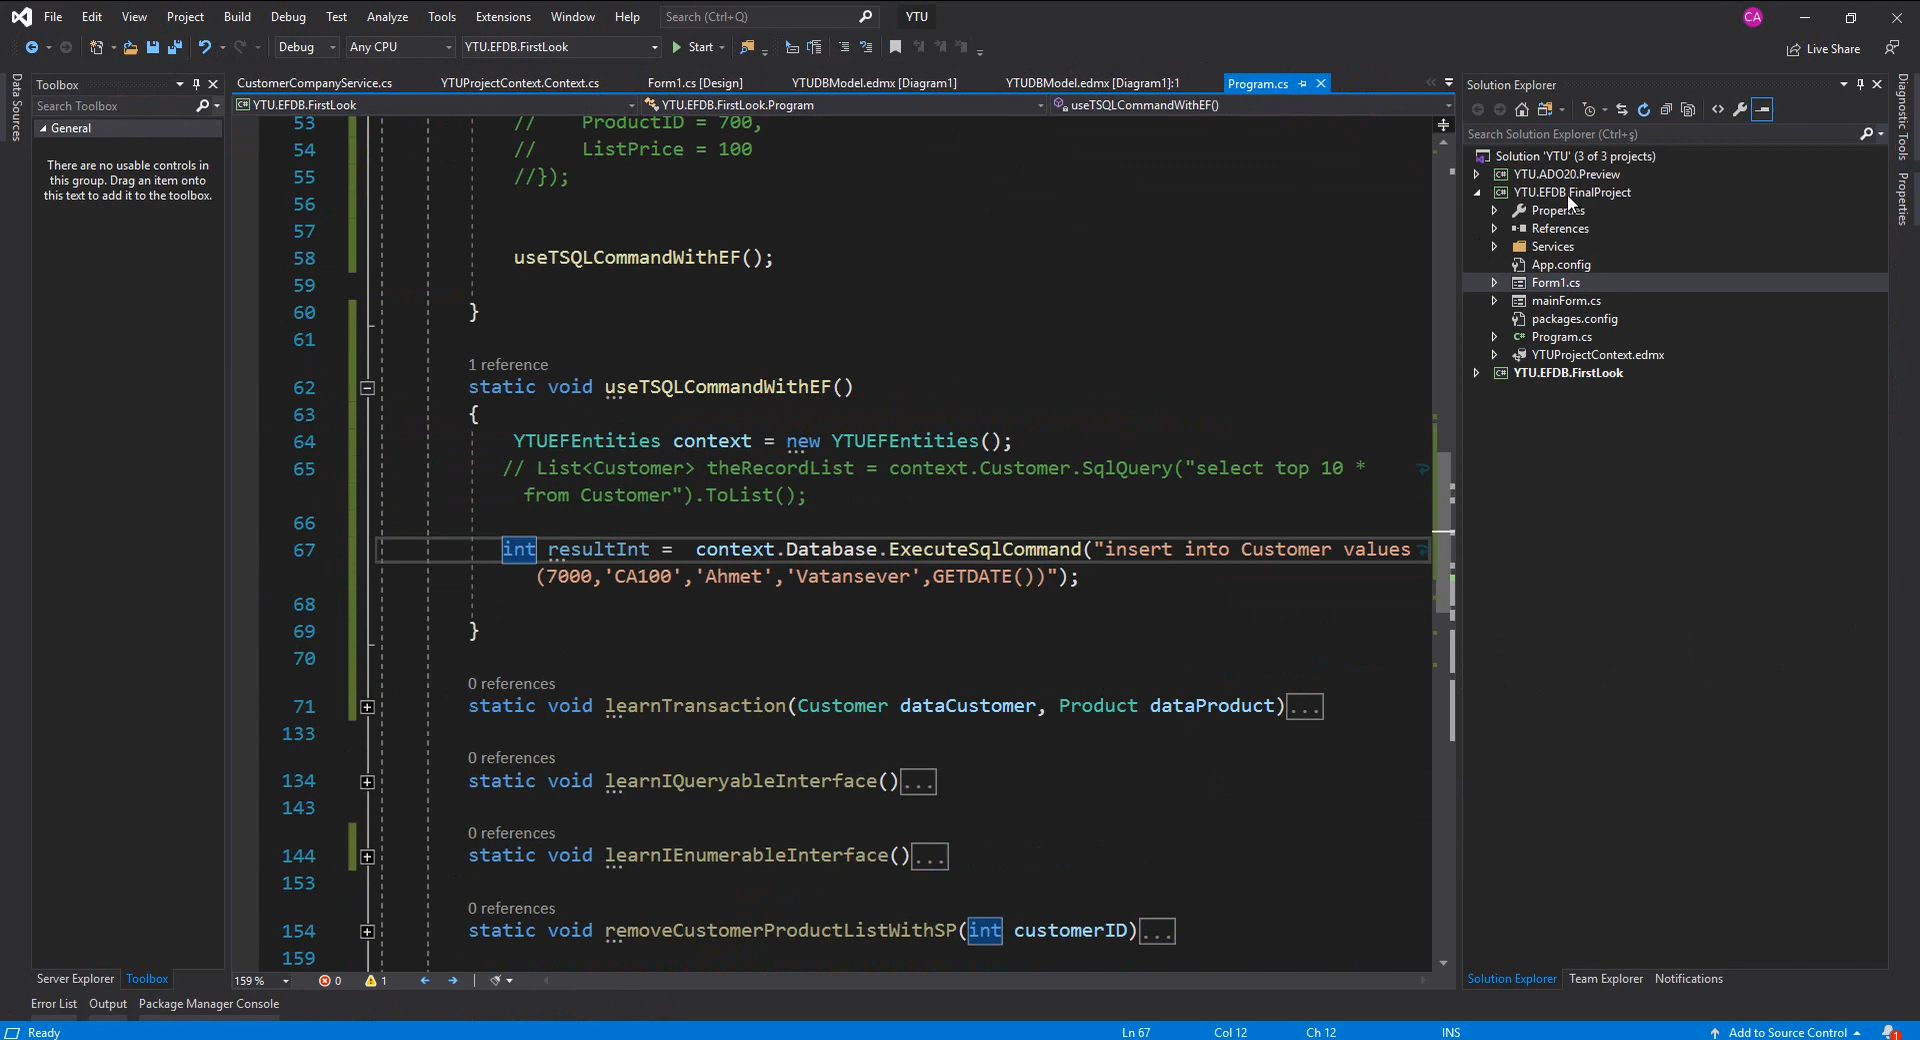 File Edit View Project Build Debug Test Analyze Tools Extensions Window Help Search (Ctrl+Q) YTU CA
Debug Any CPU YTU.EFDB.FirstLook Start Live Share
Data Sources
Toolbox
Search Toolbox
General
There are no usable controls in
this group. Drag an item onto
this text to add it to the toolbox.
Server Explorer Toolbox
CustomerCompanyService.cs YTUProjectContext.Context.cs Form1.cs [Design] YTUDBModel.edmx [Diagram1] YTUDBModel.edmx [Diagram1]:1 Program.cs
YTU.EFDB.FirstLook YTU.EFDB.FirstLook.Program useTSQLCommandWithEF()
53 // ProductID = 700,
54 // ListPrice = 100
55 //});
56
57
58 useTSQLCommandWithEF();
59
60 }
61
1 reference
62 static void useTSQLCommandWithEF()
63 {
64 YTUEFEntities context = new YTUEFEntities();
65 // List<Customer> theRecordList = context.Customer.SqlQuery("select top 10 *
from Customer").ToList();
66
67 int resultInt = context.Database.ExecuteSqlCommand("insert into Customer values
(7000,'CA100','Ahmet','Vatansever',GETDATE())");
68
69 }
70
0 references
71 static void learnTransaction(Customer dataCustomer, Product dataProduct)...
133
0 references
134 static void learnIQueryableInterface()...
143
0 references
144 static void learnIEnumerableInterface()...
153
0 references
154 static void removeCustomerProductListWithSP(int customerID)...
159
159 % 0 1
Solution Explorer
Search Solution Explorer (Ctrl+ş)
Solution 'YTU' (3 of 3 projects)
YTU.ADO20.Preview
YTU.EFDB FinalProject
Properties
References
Services
App.config
Form1.cs
mainForm.cs
packages.config
Program.cs
YTUProjectContext.edmx
YTU.EFDB.FirstLook
Solution Explorer Team Explorer Notifications
Diagnostic Tools
Properties
Error List Output Package Manager Console
Ready Ln 67 Col 12 Ch 12 INS Add to Source Control 1